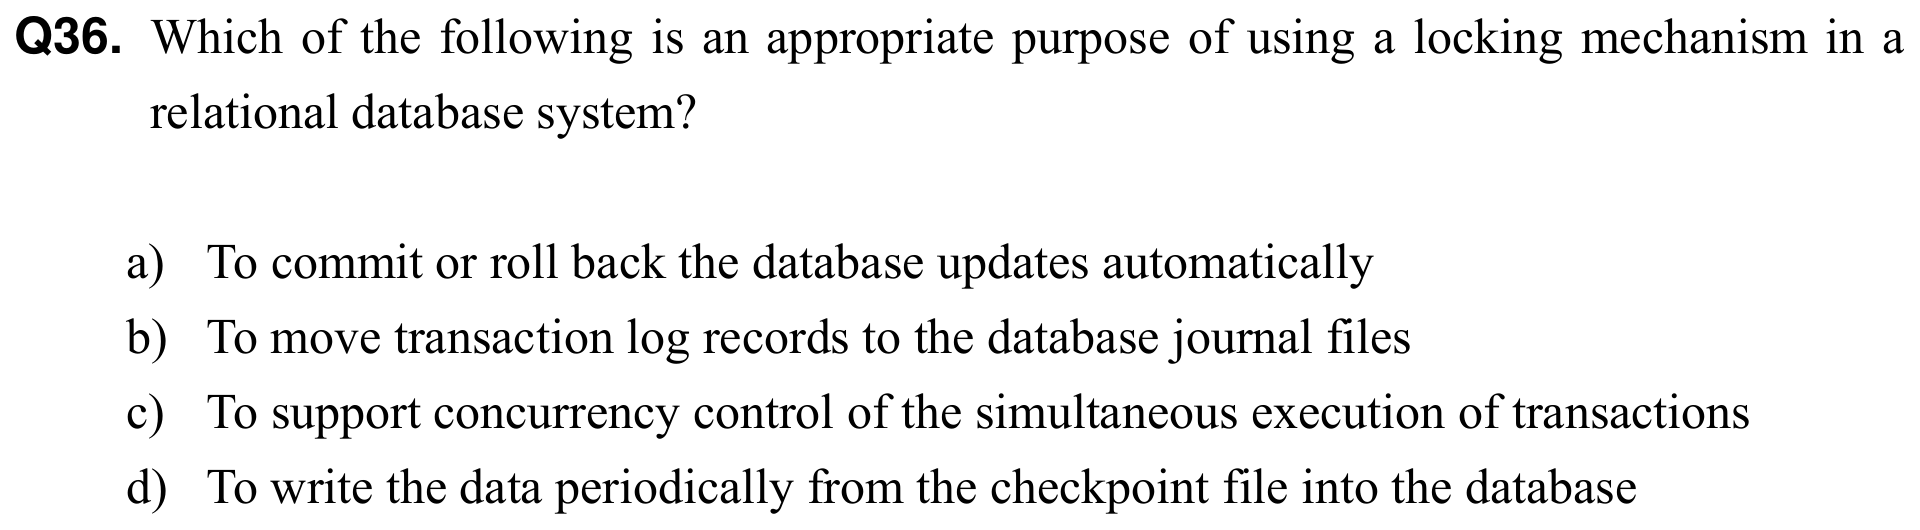 Q36. Which of the following is an appropriate purpose of using a locking mechanism in a
relational database system?
a) To commit or roll back the database updates automatically
b) To move transaction log records to the database journal files
c) To support concurrency control of the simultaneous execution of transactions
d) To write the data periodically from the checkpoint file into the database